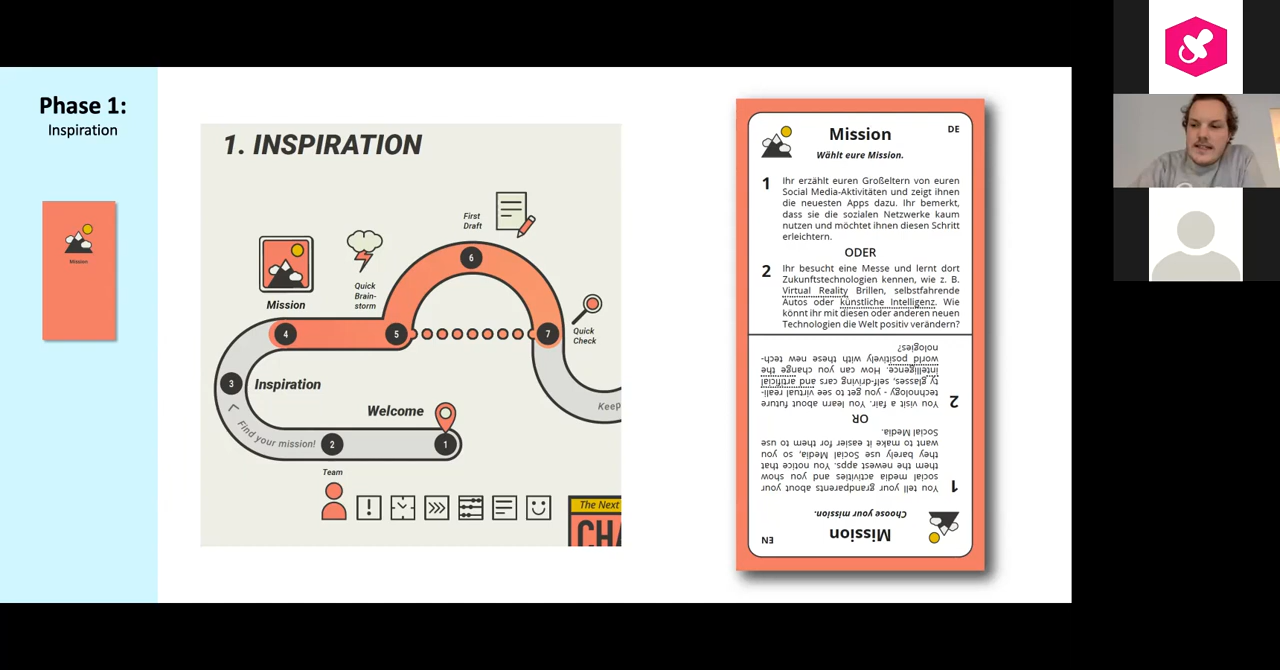 Phase 1:
Inspiration
Mission
1. INSPIRATION
First
Draft
6
Quick
Brain-
storm
Mission
4
5
7
Quick
Check
3
Inspiration
Welcome
Keep
Find your mission!
2
1
Team
The Next
CHA
Mission
DE
Wählt eure Mission.
1
Ihr erzählt euren Großeltern von euren
Social Media-Aktivitäten und zeigt ihnen
die neuesten Apps dazu. Ihr bemerkt,
dass sie die sozialen Netzwerke kaum
nutzen und möchtet ihnen diesen Schritt
erleichtern.
ODER
2
Ihr besucht eine Messe und lernt dort
Zukunftstechnologien kennen, wie z. B.
Virtual Reality Brillen, selbstfahrende
Autos oder künstliche Intelligenz. Wie
könnt ihr mit diesen oder anderen neuen
Technologien die Welt positiv verändern?
Mission
EN
Choose your mission.
1
You tell your grandparents about your
social media activities and you show
them the newest apps. You notice that
they barely use Social Media, so you
want to make it easier for them to use
Social Media.
OR
2
You visit a fair. You learn about future
technology - you get to see virtual reali-
ty glasses, self-driving cars and artificial
intelligence. How can you change the
world positively with these new tech-
nologies?